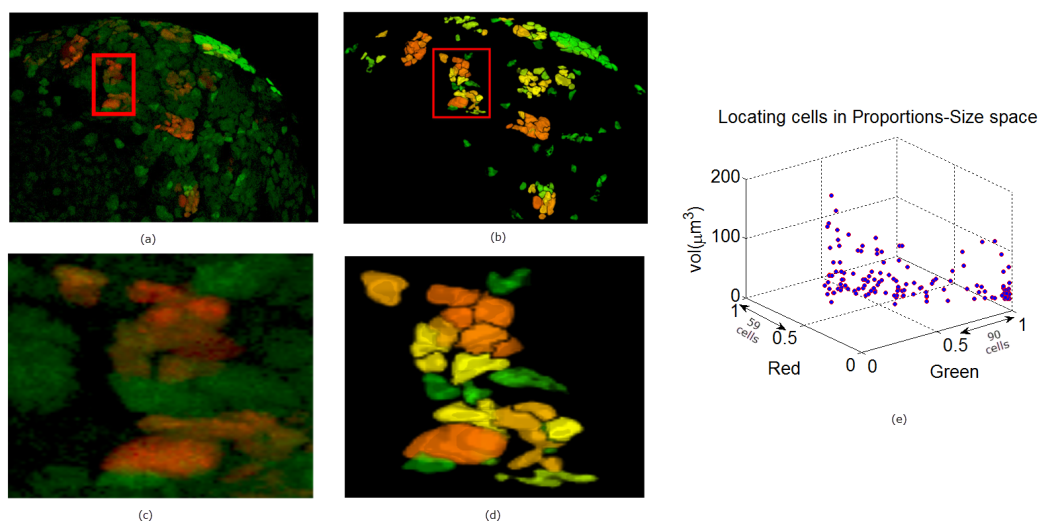 (a)
(b)
(c)
(d)
Locating cells in Proportions-Size space
200
100
0
vol(μm³)
1
0.5
0
Red
59
cells
0
0.5
1
Green
90
cells
(e)